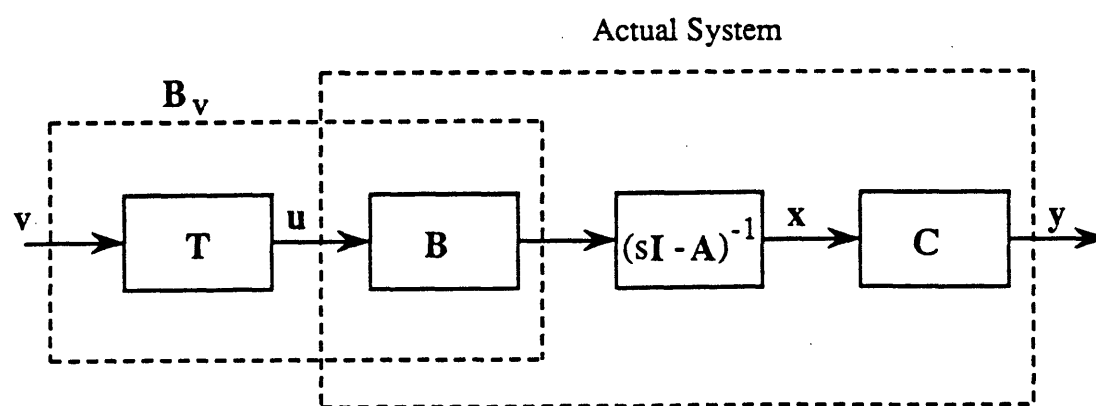 Actual System
B_v
v
T
u
B
(sI - A)^{-1}
x
C
y